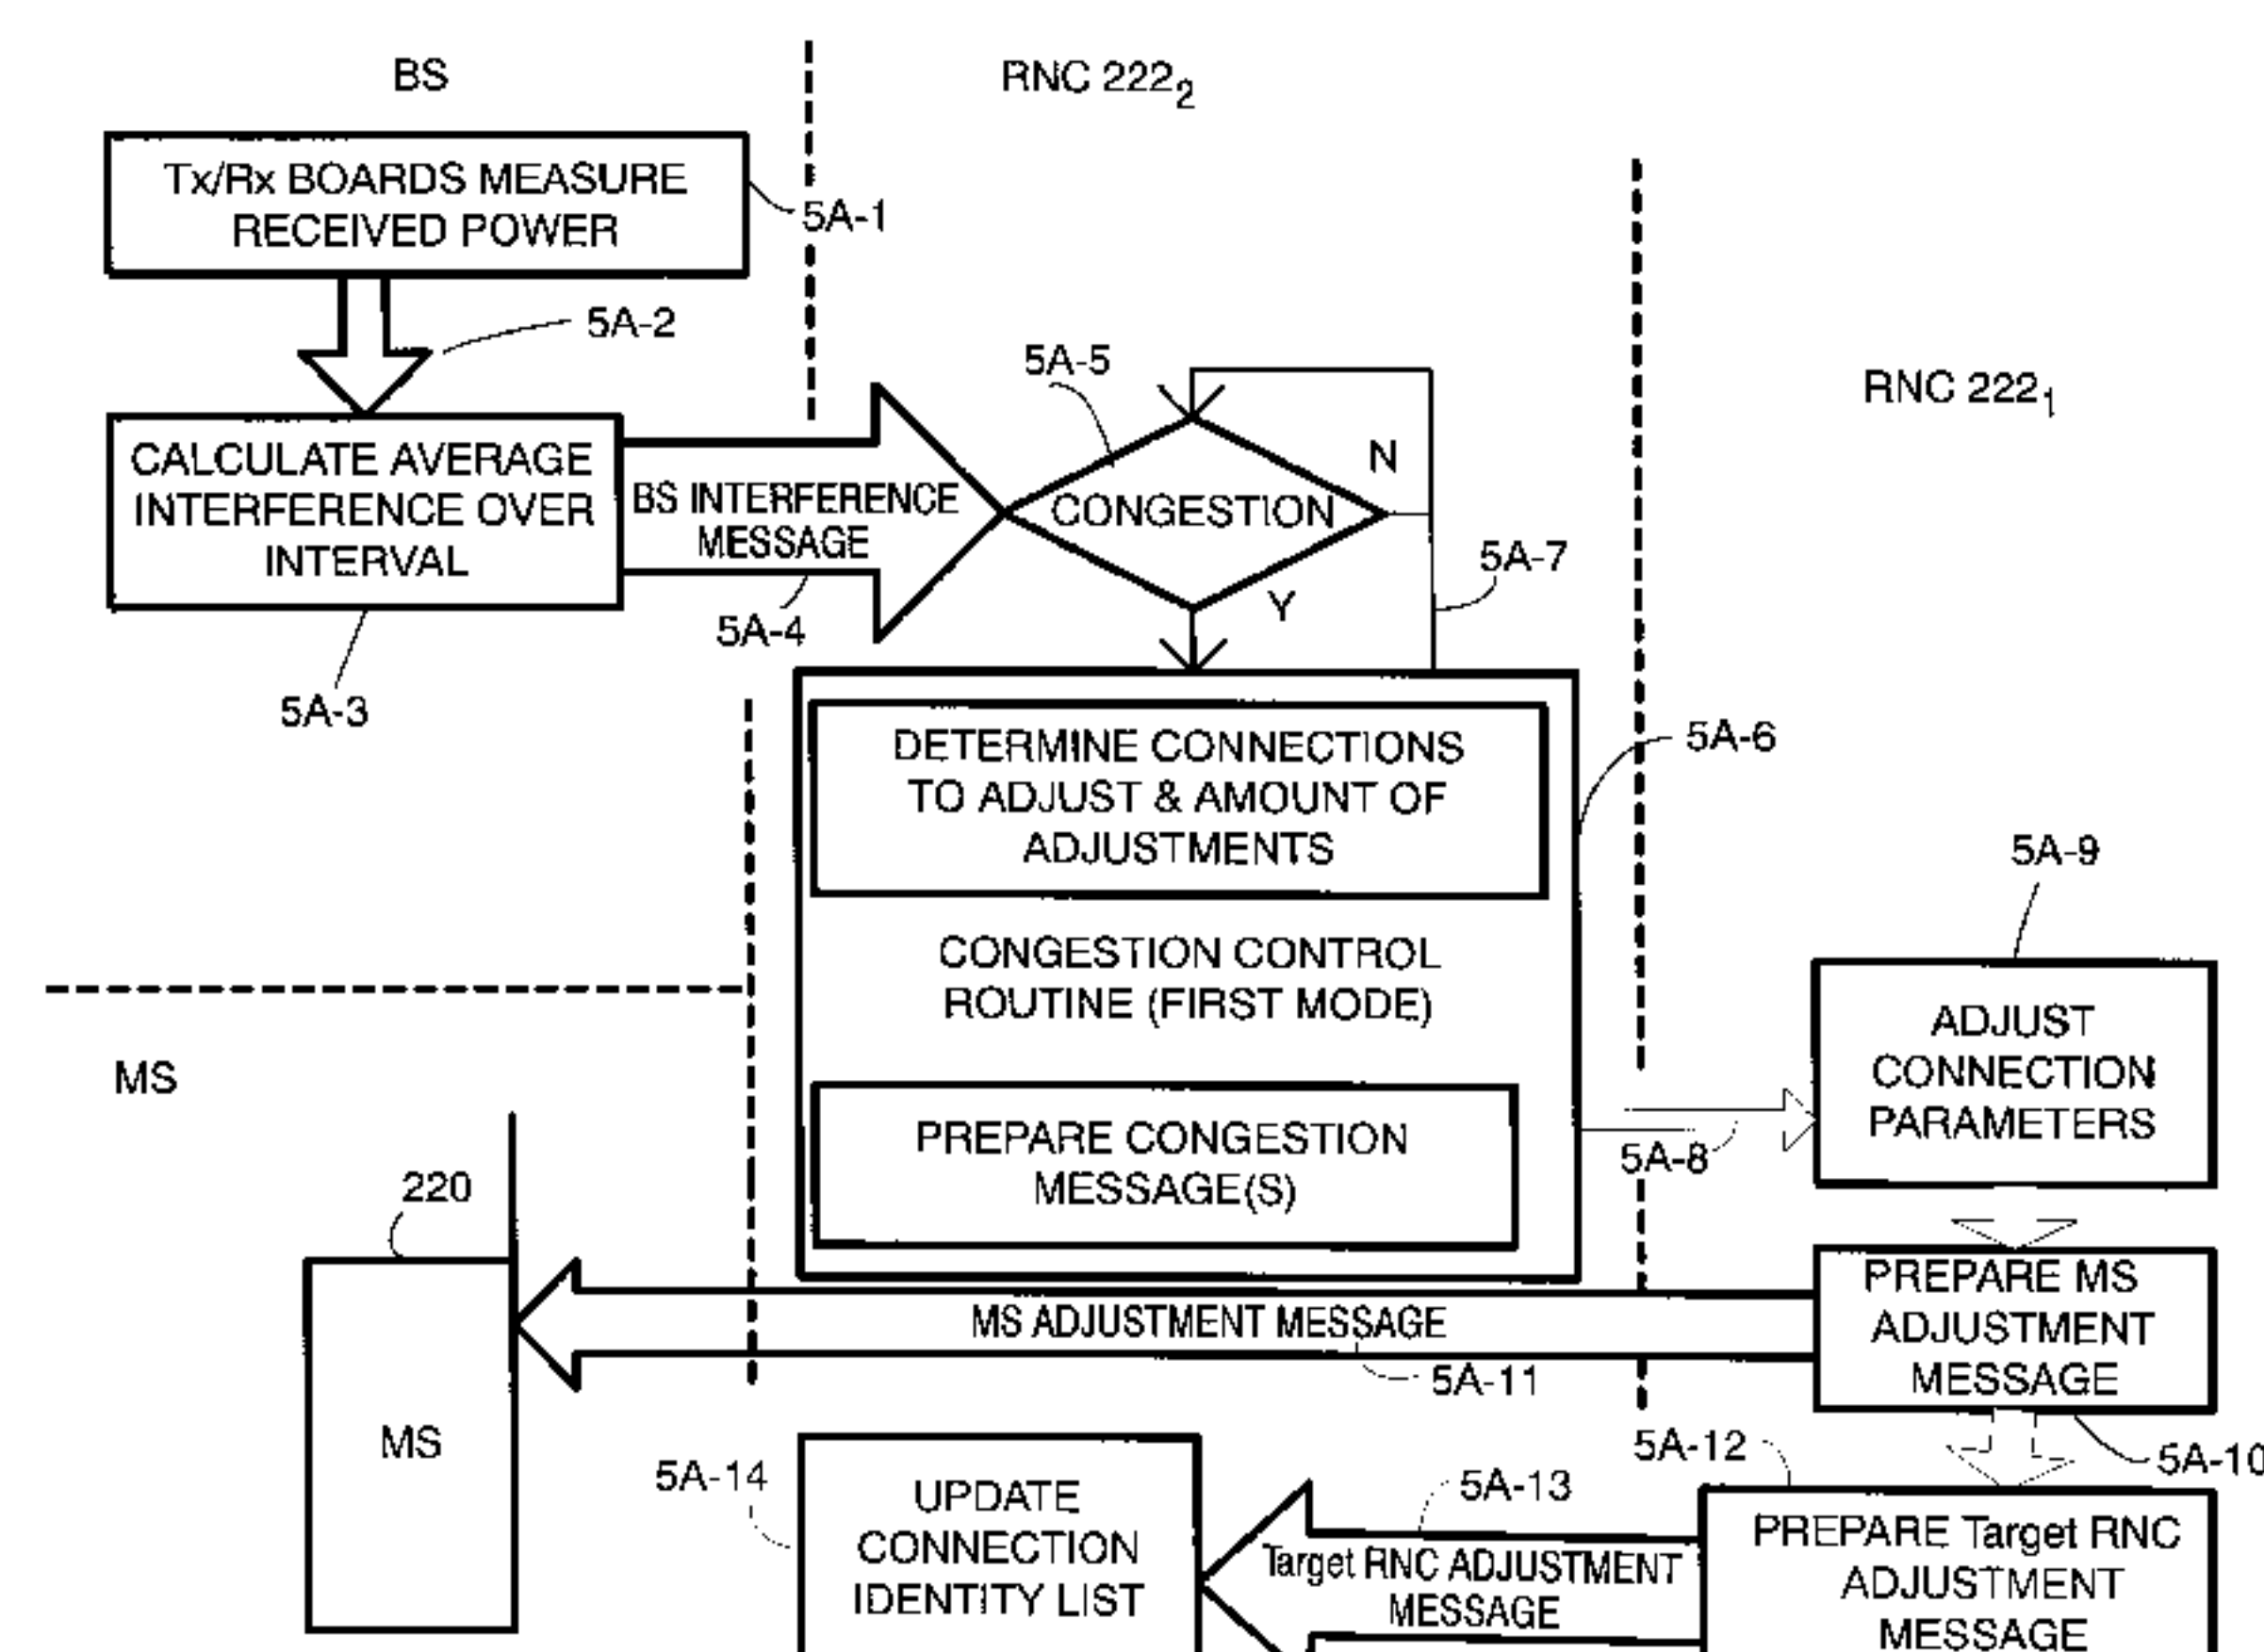 BS
RNC 222₂
Tx/Rx BOARDS MEASURE
RECEIVED POWER
5A-1
5A-2
5A-5
RNC 222₁
CALCULATE AVERAGE
INTERFERENCE OVER
INTERVAL
BS INTERFERENCE
MESSAGE
CONGESTION
N
5A-7
Y
5A-4
5A-3
DETERMINE CONNECTIONS
TO ADJUST & AMOUNT OF
ADJUSTMENTS
5A-6
5A-9
CONGESTION CONTROL
ROUTINE (FIRST MODE)
ADJUST
CONNECTION
PARAMETERS
MS
PREPARE CONGESTION
MESSAGE(S)
5A-8
220
PREPARE MS
ADJUSTMENT
MESSAGE
MS ADJUSTMENT MESSAGE
5A-11
MS
5A-12
5A-10
5A-14
5A-13
UPDATE
CONNECTION
IDENTITY LIST
Target RNC ADJUSTMENT
MESSAGE
PREPARE Target RNC
ADJUSTMENT
MESSAGE